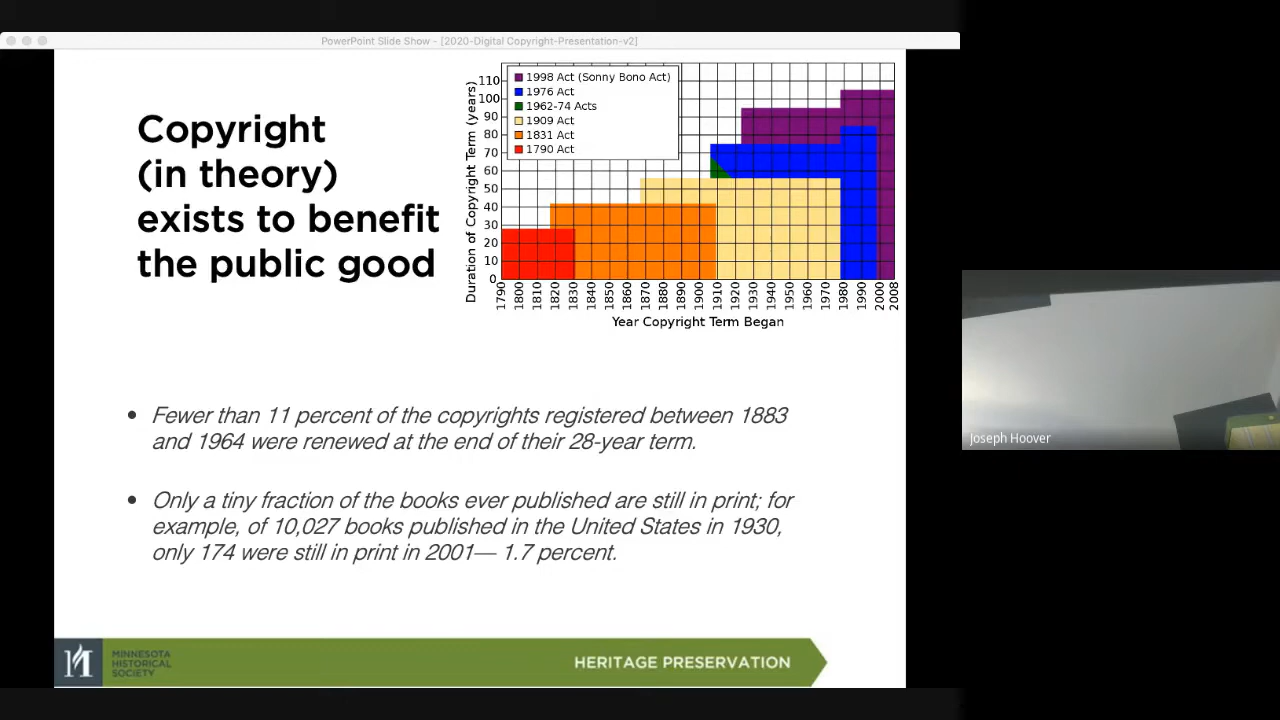 PowerPoint Slide Show - [2020-Digital Copyright-Presentation-v2]
Copyright
(in theory)
exists to benefit
the public good
Duration of Copyright Term (years)
110
100
90
80
70
60
50
40
30
20
10
0
1998 Act (Sonny Bono Act)
1976 Act
1962-74 Acts
1909 Act
1831 Act
1790 Act
1790 1800 1810 1820 1830 1840 1850 1860 1870 1880 1890 1900 1910 1920 1930 1940 1950 1960 1970 1980 1990 2000 2008
Year Copyright Term Began
• Fewer than 11 percent of the copyrights registered between 1883
and 1964 were renewed at the end of their 28-year term.
• Only a tiny fraction of the books ever published are still in print; for
example, of 10,027 books published in the United States in 1930,
only 174 were still in print in 2001— 1.7 percent.
Joseph Hoover
MINNESOTA
HISTORICAL
SOCIETY
HERITAGE PRESERVATION